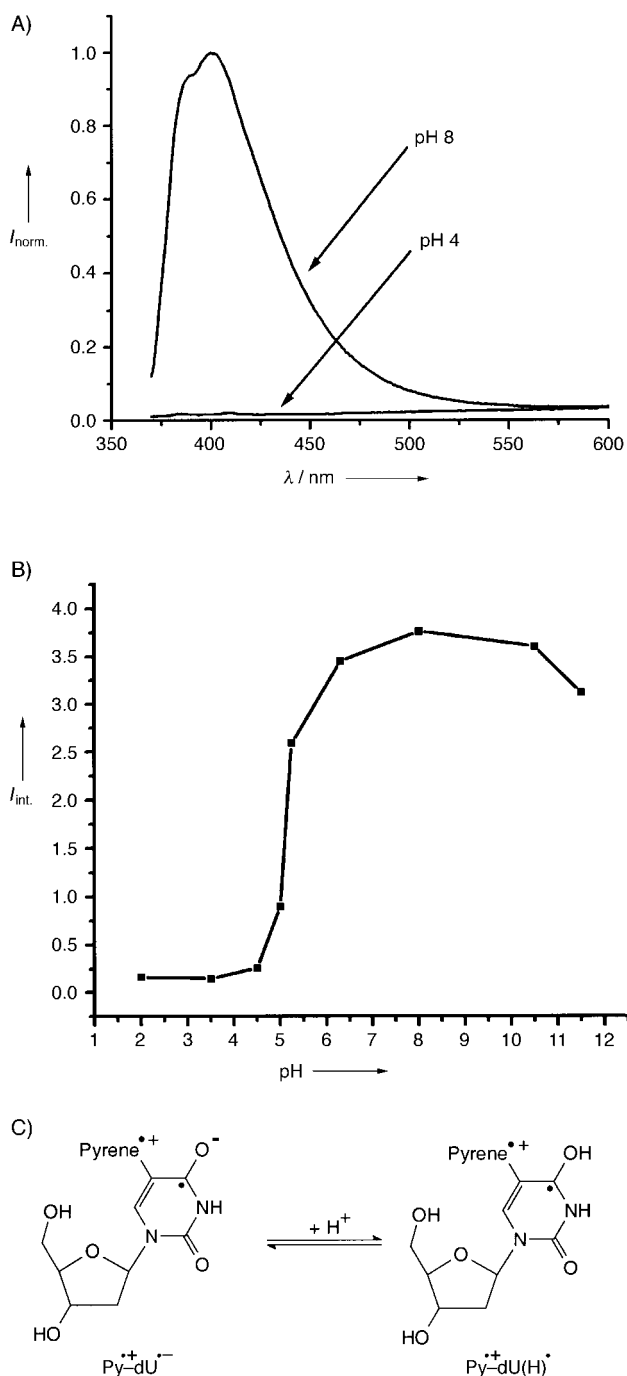 A)
1.0
0.8
0.6
0.4
0.2
0.0
I norm.
pH 8
pH 4
350 400 450 500 550 600
λ / nm
B)
4.0
3.5
3.0
2.5
2.0
1.5
1.0
0.5
0.0
I int.
1 2 3 4 5 6 7 8 9 10 11 12
pH
C)
Pyrene•+ O-
•
NH
OH
O N O
HO
Py–dU
•+ •−
+ H+
Pyrene•+ OH
•
NH
OH
O N O
HO
•+ •
Py–dU(H)